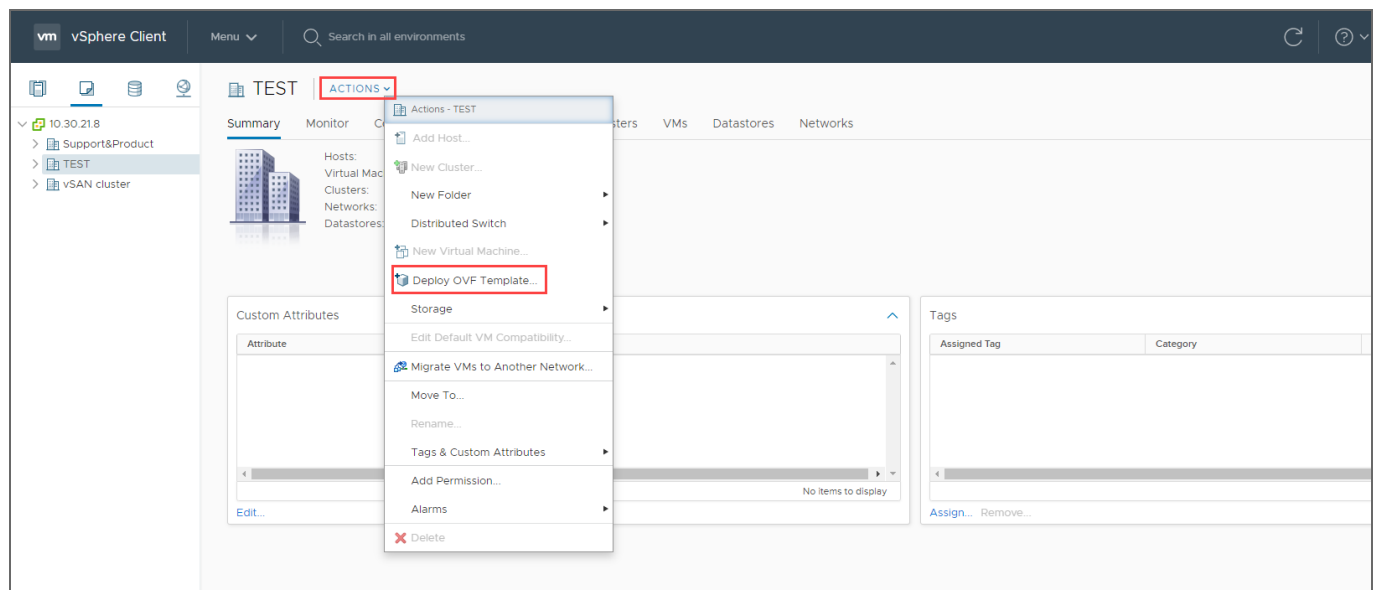 vm vSphere Client Menu Search in all environments
TEST ACTIONS
Actions - TEST
10.30.21.8
Support&Product
TEST
vSAN cluster
Summary Monitor C sters VMs Datastores Networks
Hosts:
Virtual Mac
Clusters:
Networks:
Datastores:
Add Host...
New Cluster...
New Folder
Distributed Switch
New Virtual Machine...
Deploy OVF Template...
Storage
Edit Default VM Compatibility...
Migrate VMs to Another Network...
Move To...
Rename...
Tags & Custom Attributes
Add Permission...
Alarms
Delete
Custom Attributes
Attribute
No items to display
Edit...
Tags
Assigned Tag Category
Assign... Remove...